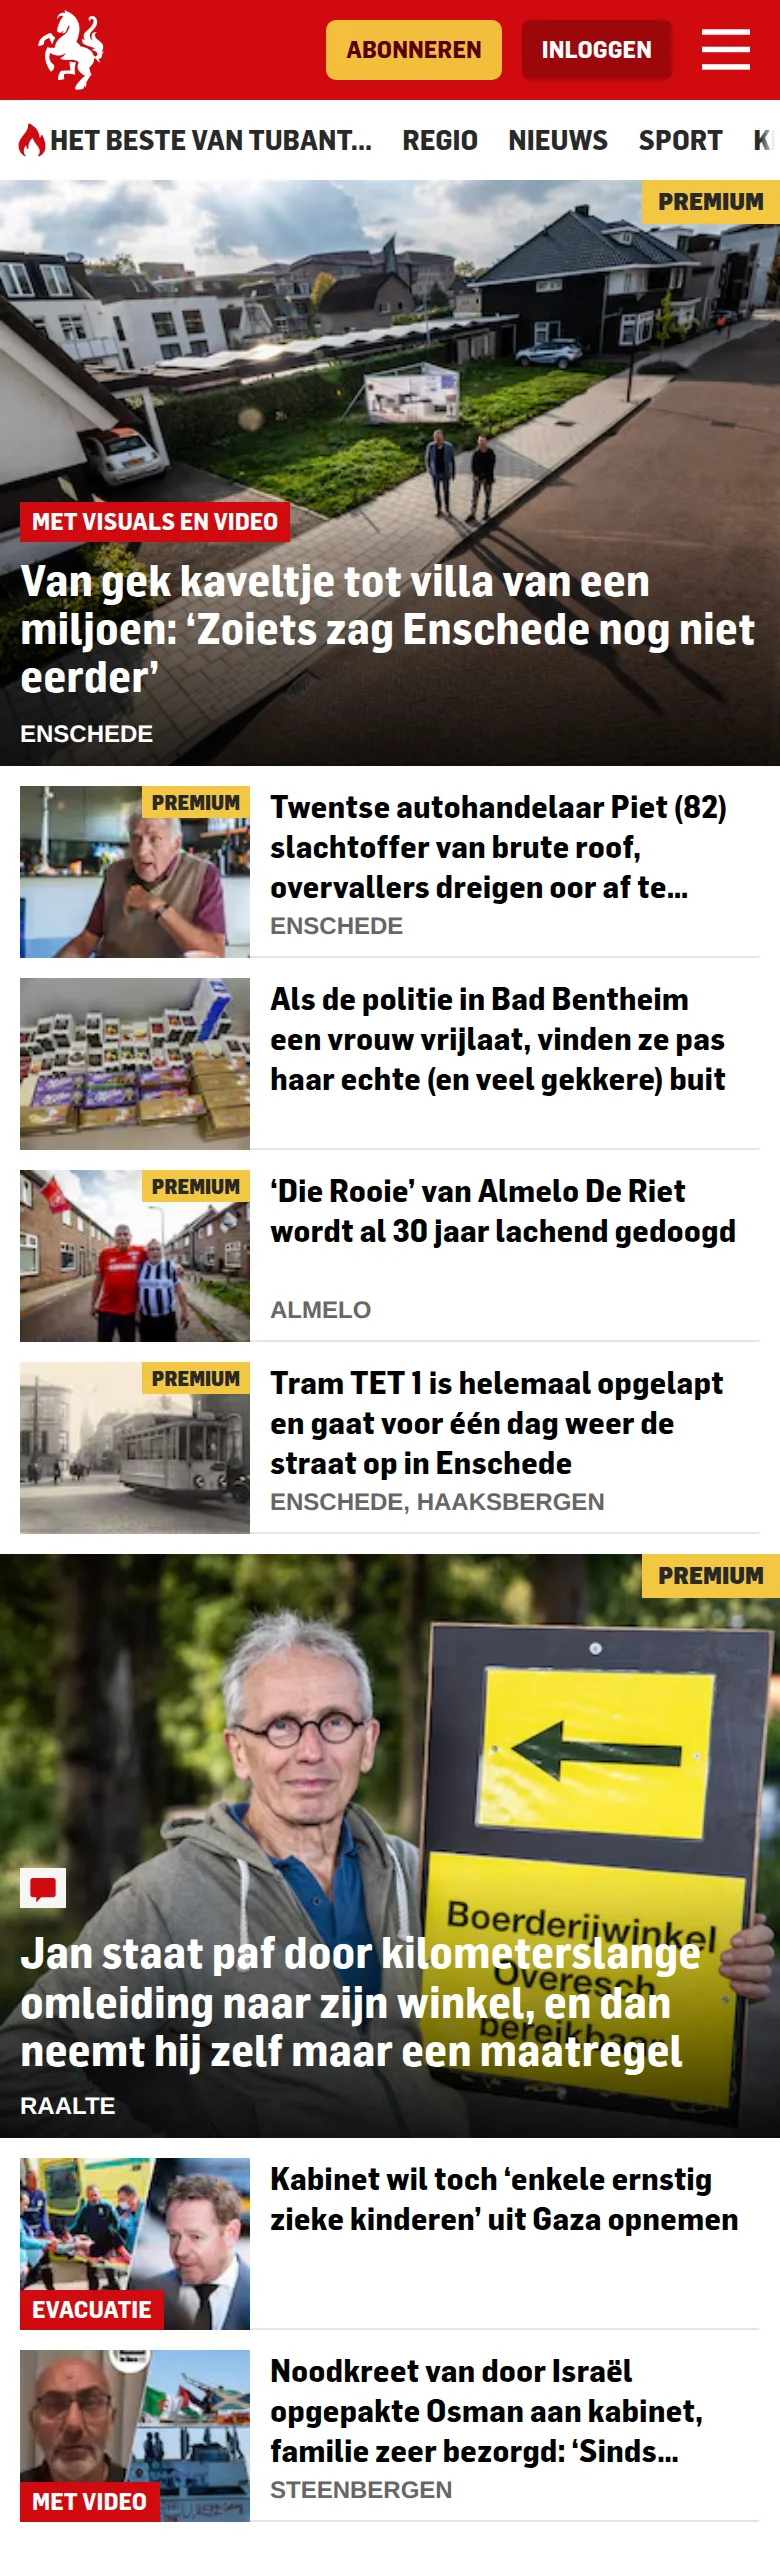 ABONNEREN
INLOGGEN
HET BESTE VAN TUBANT... REGIO NIEUWS SPORT
PREMIUM
MET VISUALS EN VIDEO
Van gek kaveltje tot villa van een
miljoen: ‘Zoiets zag Enschede nog niet
eerder’
ENSCHEDE
PREMIUM
Twentse autohandelaar Piet (82)
slachtoffer van brute roof,
overvallers dreigen oor af te...
ENSCHEDE
Als de politie in Bad Bentheim
een vrouw vrijlaat, vinden ze pas
haar echte (en veel gekkere) buit
PREMIUM
‘Die Rooie’ van Almelo De Riet
wordt al 30 jaar lachend gedoogd
ALMELO
PREMIUM
Tram TET 1 is helemaal opgelapt
en gaat voor één dag weer de
straat op in Enschede
ENSCHEDE, HAAKSBERGEN
PREMIUM
Boerderijwinkel
Overesch
bereikbaar
Jan staat paf door kilometerslange
omleiding naar zijn winkel, en dan
neemt hij zelf maar een maatregel
RAALTE
EVACUATIE
Kabinet wil toch ‘enkele ernstig
zieke kinderen’ uit Gaza opnemen
MET VIDEO
Noodkreet van door Israël
opgepakte Osman aan kabinet,
familie zeer bezorgd: ‘Sinds...
STEENBERGEN